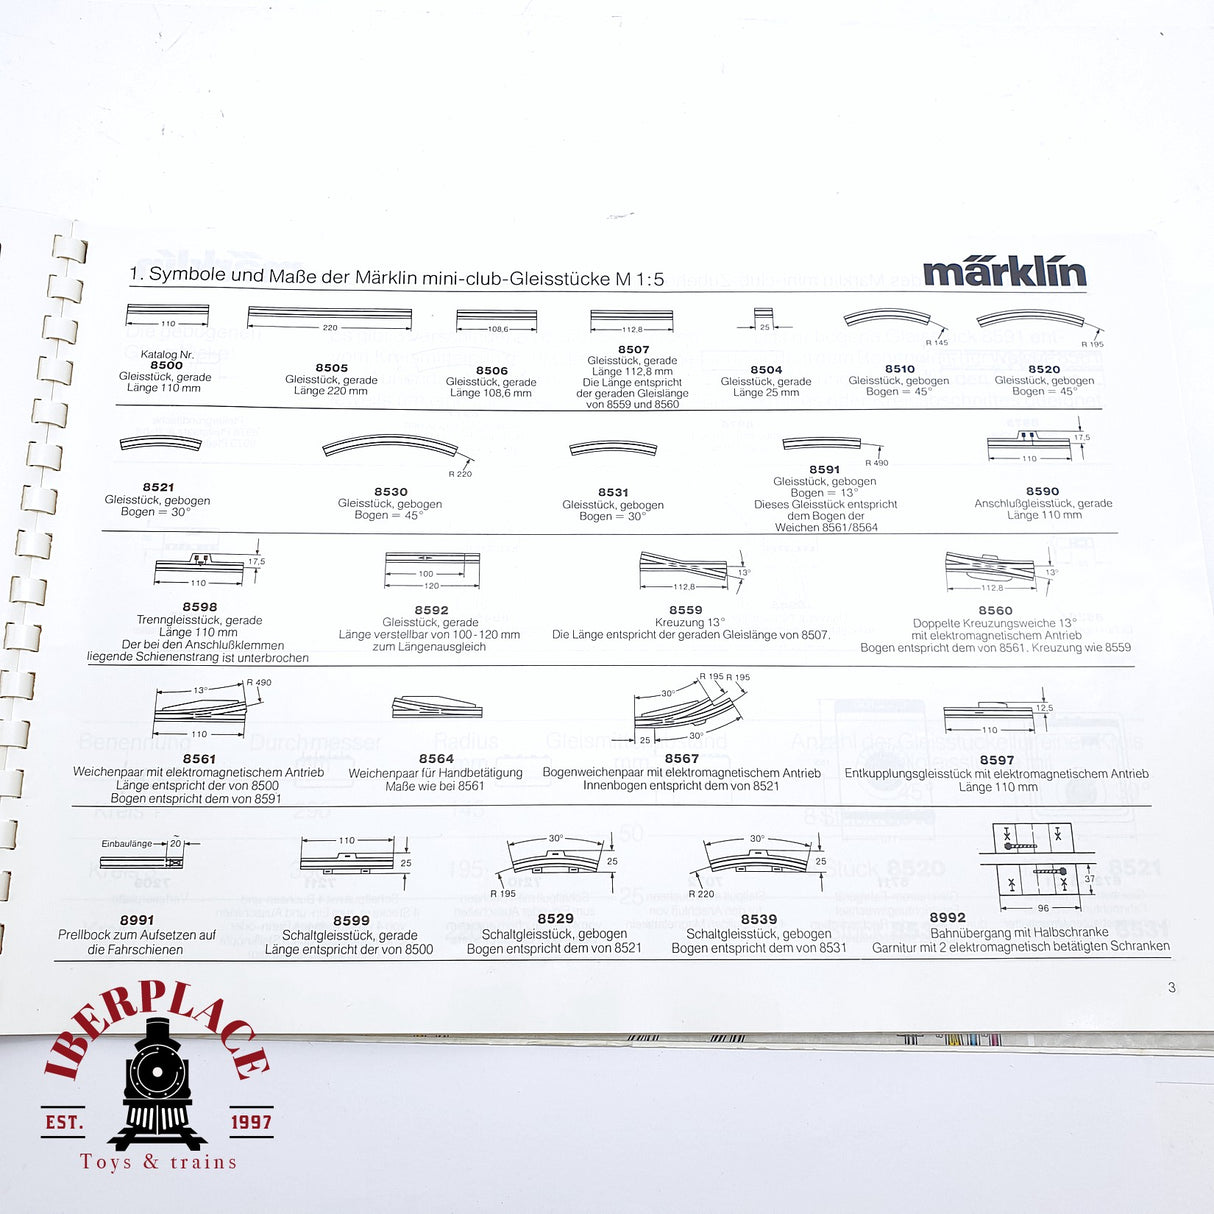 1. Symbole und Maße der Märklin mini-club-Gleisstücke M 1:5
märklin
110
220
108,6
112,8
25
R 145
R 195
Katalog Nr.
8500
Gleisstück, gerade
Länge 110 mm
8505
Gleisstück, gerade
Länge 220 mm
8506
Gleisstück, gerade
Länge 108,6 mm
8507
Gleisstück, gerade
Länge 112,8 mm
Die Länge entspricht
der geraden Gleislänge
von 8559 und 8560
8504
Gleisstück, gerade
Länge 25 mm
8510
Gleisstück, gebogen
Bogen = 45°
8520
Gleisstück, gebogen
Bogen = 45°
R 220
R 490
17,5
110
8521
Gleisstück, gebogen
Bogen = 30°
8530
Gleisstück, gebogen
Bogen = 45°
8531
Gleisstück, gebogen
Bogen = 30°
8591
Gleisstück, gebogen
Bogen = 13°
Dieses Gleisstück entspricht
dem Bogen der
Weichen 8561/8564
8590
Anschlußgleisstück, gerade
Länge 110 mm
17,5
110
100
120
13°
112,8
13°
112,8
8598
Trenngleisstück, gerade
Länge 110 mm
Der bei den Anschlußklemmen
liegende Schienenstrang ist unterbrochen
8592
Gleisstück, gerade
Länge verstellbar von 100-120 mm
zum Längenausgleich
8559
Kreuzung 13°
Die Länge entspricht der geraden Gleislänge von 8507.
8560
Doppelte Kreuzungsweiche 13°
mit elektromagnetischem Antrieb
Bogen entspricht dem von 8561. Kreuzung wie 8559
13°
R 490
110
30°
R 195 R 195
25
30°
12,5
110
8561
Weichenpaar mit elektromagnetischem Antrieb
Länge entspricht der von 8500
Bogen entspricht dem von 8591
8564
Weichenpaar für Handbetätigung
Maße wie bei 8561
8567
Bogenweichenpaar mit elektromagnetischem Antrieb
Innenbogen entspricht dem von 8521
8597
Entkupplungsgleisstück mit elektromagnetischem Antrieb
Länge 110 mm
Einbaulänge
20
110
25
30°
25
R 195
30°
25
R 220
37
96
8991
Prellbock zum Aufsetzen auf
die Fahrschienen
8599
Schaltgleisstück, gerade
Länge entspricht der von 8500
8529
Schaltgleisstück, gebogen
Bogen entspricht dem von 8521
8539
Schaltgleisstück, gebogen
Bogen entspricht dem von 8531
8992
Bahnübergang mit Halbschranke
Garnitur mit 2 elektromagnetisch betätigten Schranken
3
IBERPLACE
EST. 1997
Toys & trains